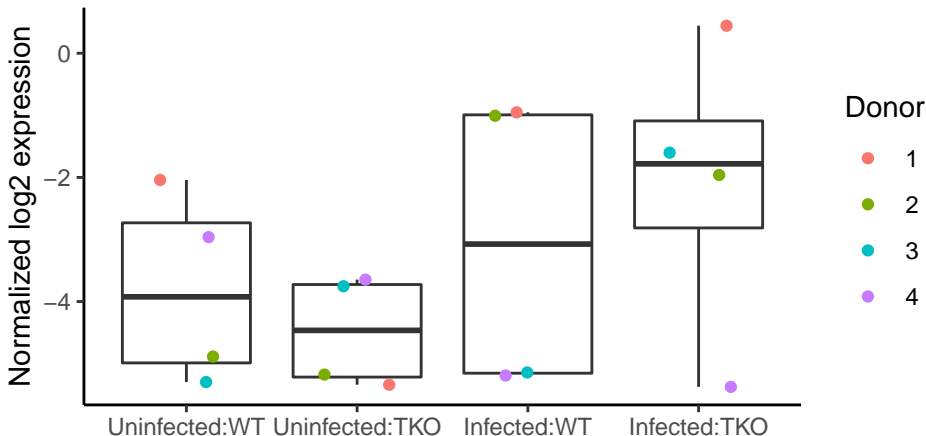 Normalized log2 expression
0
−2
−4
Uninfected:WT Uninfected:TKO Infected:WT Infected:TKO
Donor
1
2
3
4